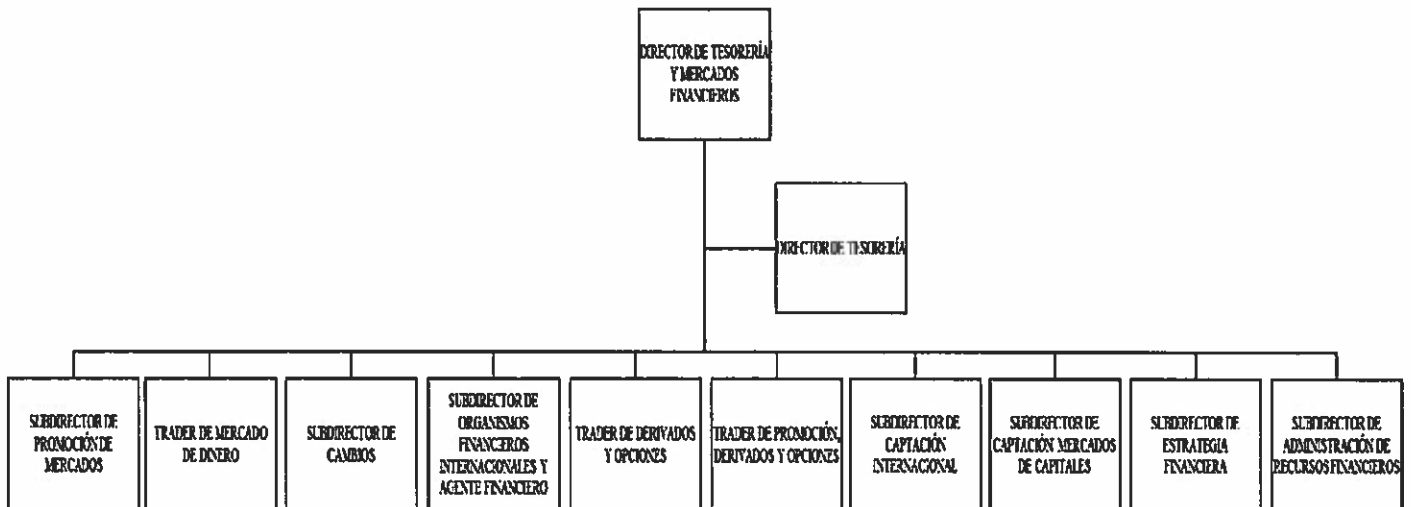 DIRECTOR DE TESORERÍA
Y MERCADOS
FINANCIEROS
DIRECTOR DE TESORERÍA
SUBDIRECTOR DE
PROMOCIÓN DE
MERCADOS
TRADER DE MERCADO
DE DINERO
SUBDIRECTOR DE
CAMBIOS
SUBDIRECTOR DE
ORGANISMOS
FINANCIEROS
INTERNACIONALES Y
AGENTE FINANCIERO
TRADER DE DERIVADOS
Y OPCIONES
TRADER DE PROMOCIÓN,
DERIVADOS Y OPCIONES
SUBDIRECTOR DE
CAPTACIÓN
INTERNACIONAL
SUBDIRECTOR DE
CAPTACIÓN MERCADOS
DE CAPITALES
SUBDIRECTOR DE
ESTRATEGIA
FINANCIERA
SUBDIRECTOR DE
ADMINISTRACIÓN DE
RECURSOS FINANCIEROS